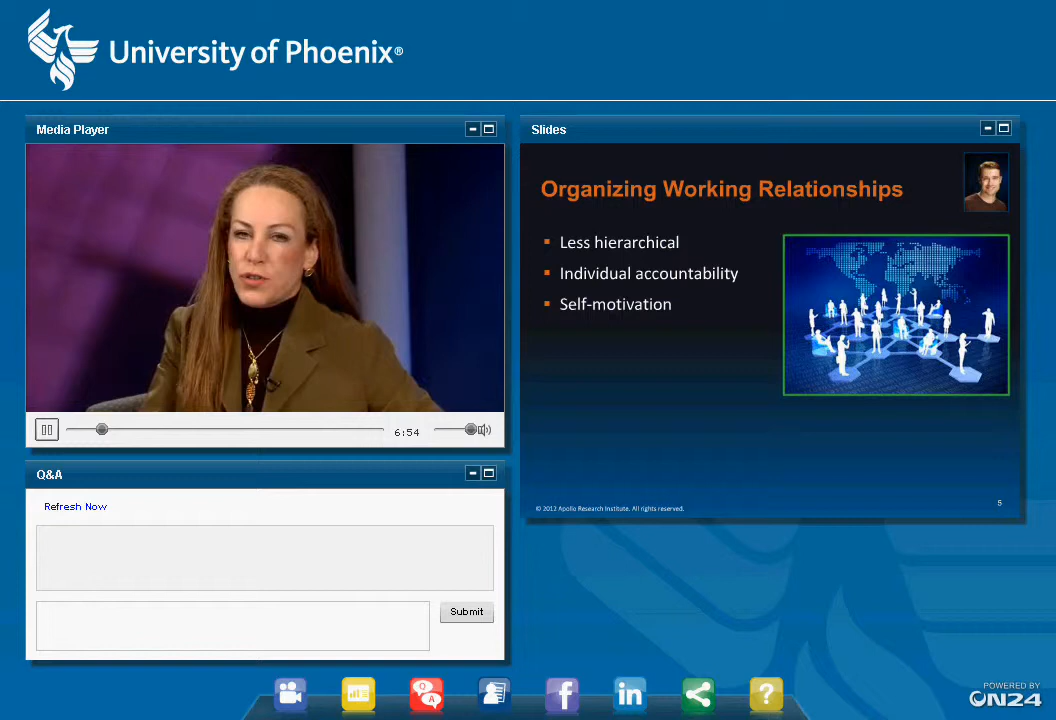 University of Phoenix®
Media Player
6:54
Q&A
Refresh Now
Submit
Slides
Organizing Working Relationships
Less hierarchical
Individual accountability
Self-motivation
© 2012 Apollo Research Institute. All rights reserved.
5
Q
A
f
in
?
POWERED BY
ON24